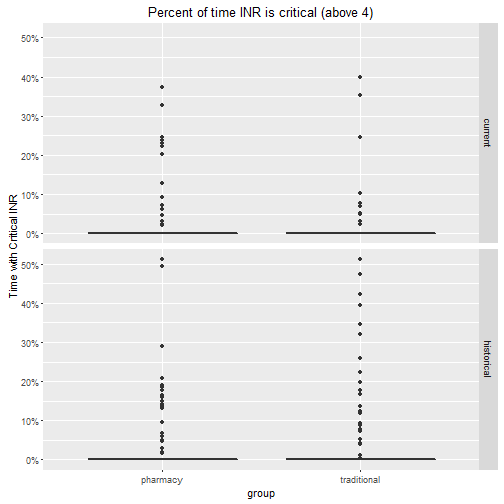 Percent of time INR is critical (above 4)
Time with Critical INR
50%
40%
30%
20%
10%
0%
current
50%
40%
30%
20%
10%
0%
historical
pharmacy
traditional
group